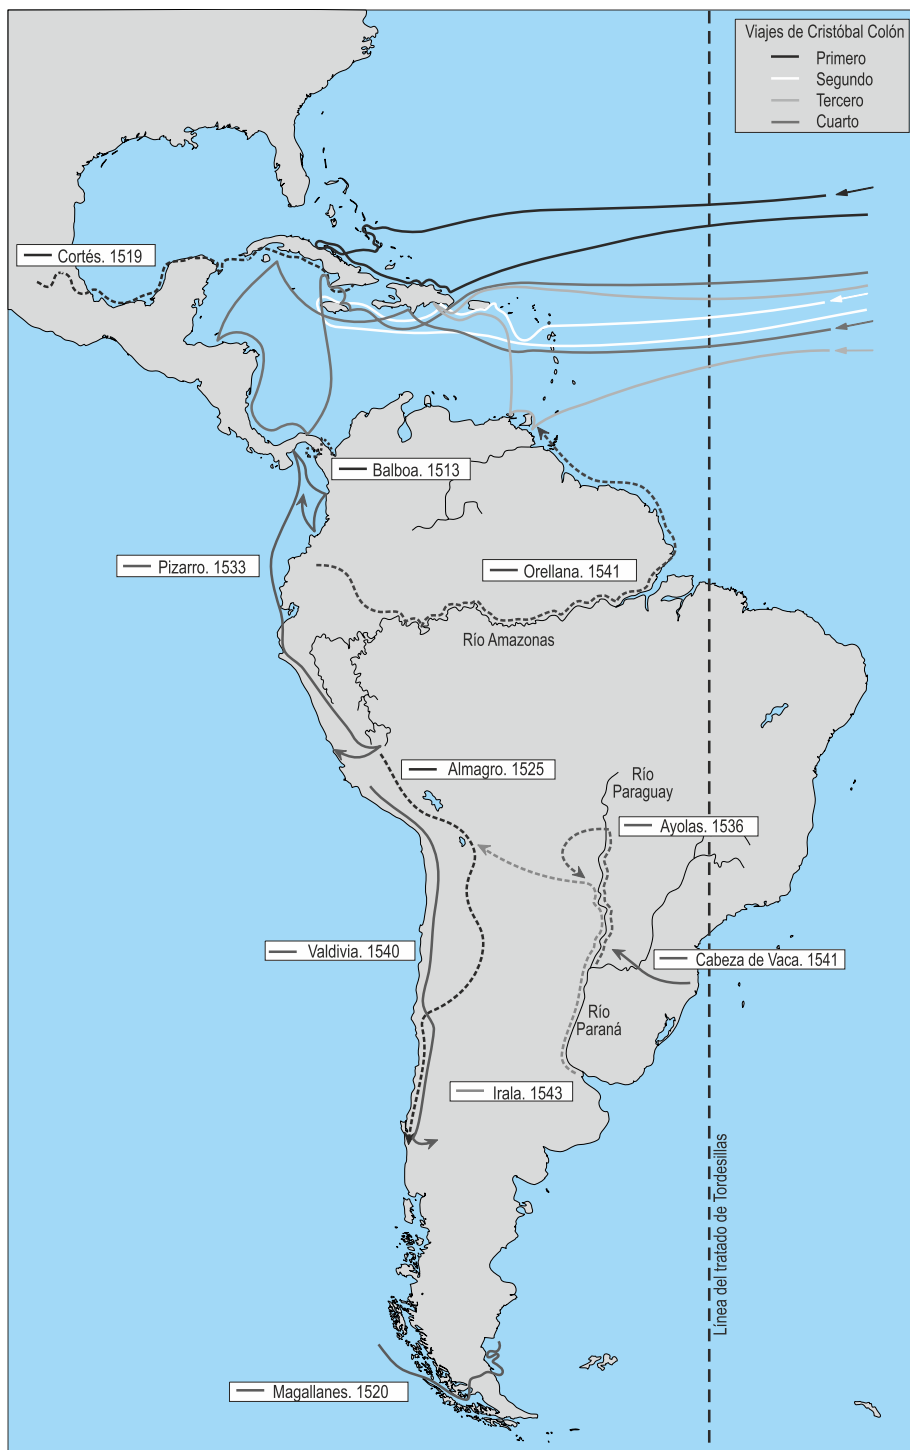 Viajes de Cristóbal Colón
Primero
Segundo
Tercero
Cuarto
Cortés. 1519
Balboa. 1513
Pizarro. 1533
Orellana. 1541
Río Amazonas
Almagro. 1525
Río
Paraguay
Ayolas. 1536
Valdivia. 1540
Cabeza de Vaca. 1541
Río
Paraná
Irala. 1543
Línea del tratado de Tordesillas
Magallanes. 1520